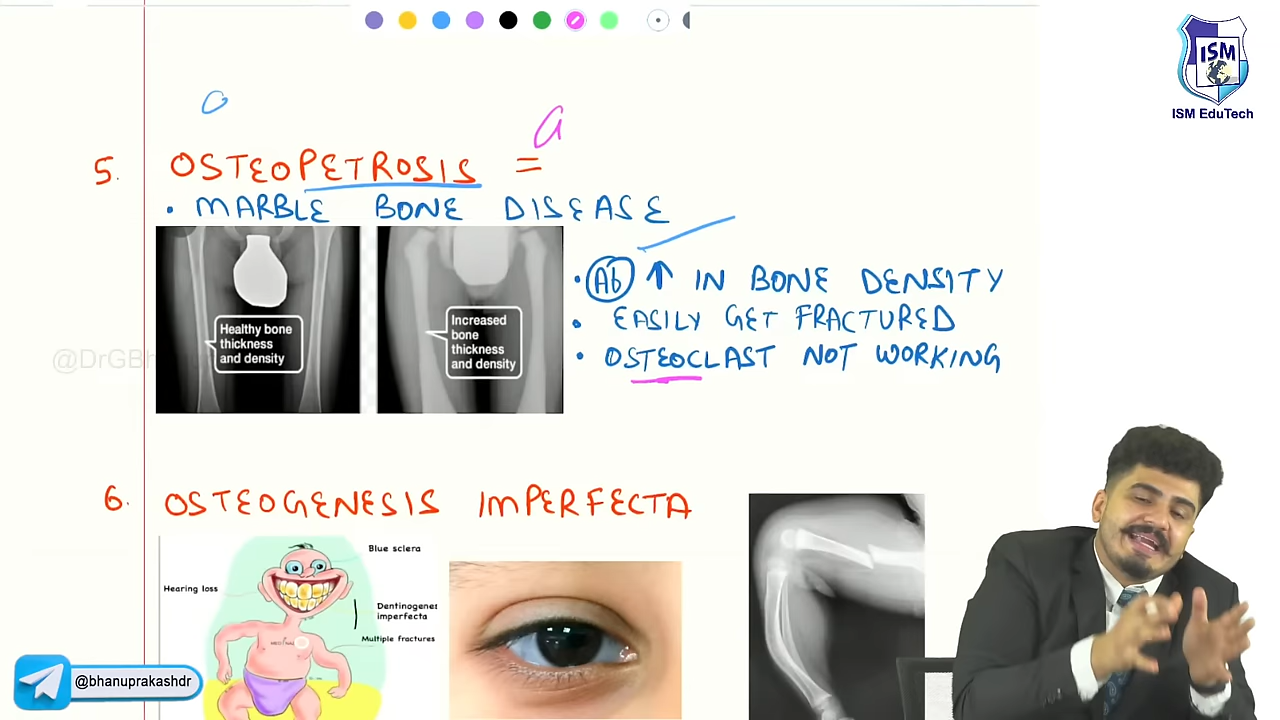 ISM
ISM EduTech
5. OSTEOPETROSIS =
• MARBLE BONE DISEASE
Healthy bone
thickness
and density
Increased
bone
thickness
and density
• Ab ↑ IN BONE DENSITY
• EASILY GET FRACTURED
• OSTEOCLAST NOT WORKING
6. OSTEOGENESIS IMPERFECTA
Blue sclera
Hearing loss
Dentinogenes
imperfecta
Multiple fractures
@bhanuprakashdr